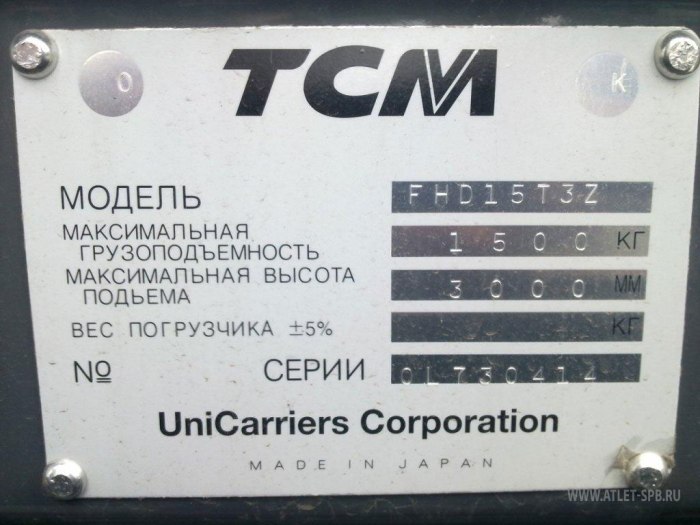 O TCM K
МОДЕЛЬ FHD15T3Z
МАКСИМАЛЬНАЯ
ГРУЗОПОДЪЕМНОСТЬ 1500 КГ
МАКСИМАЛЬНАЯ ВЫСОТА
ПОДЬЕМА 3000 ММ
ВЕС ПОГРУЗЧИКА ±5% КГ
№ СЕРИИ 0L730414
UniCarriers Corporation
MADE IN JAPAN
WWW.ATLET-SPB.RU